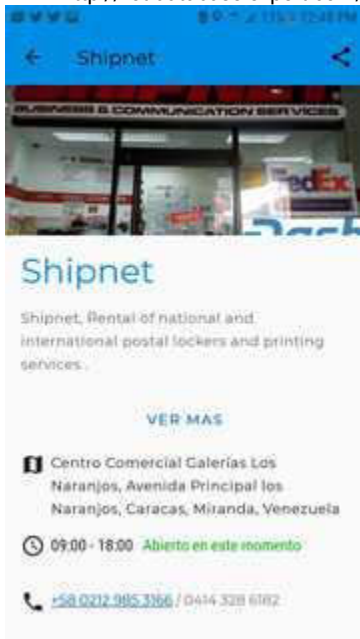 Shipnet
BUSINESS & COMMUNICATION SERVICES
FedEx
Dash
Shipnet
Shipnet, Rental of national and
international postal lockers and printing
services .
VER MAS
Centro Comercial Galerías Los
Naranjos, Avenida Principal los
Naranjos, Caracas, Miranda, Venezuela
09:00 - 18:00 Abierto en este momento
+58 0212 985 3166 / 0414 328 6182